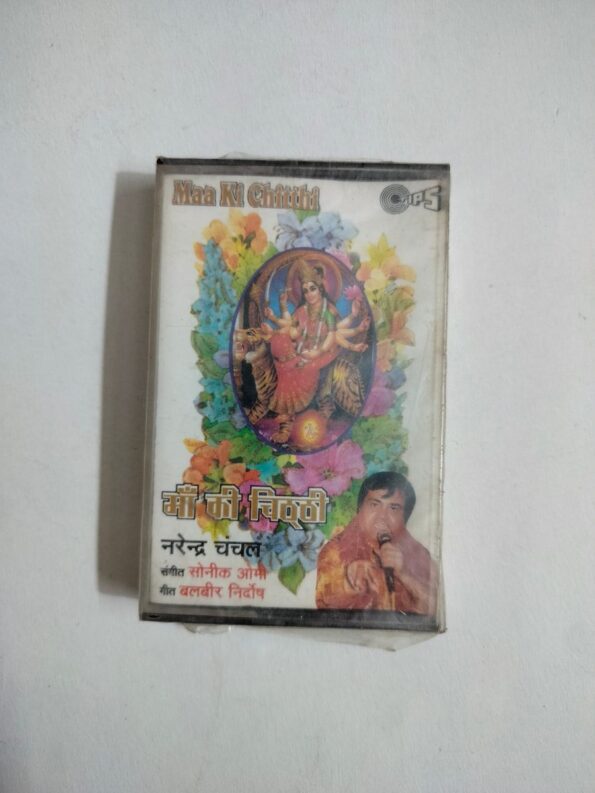 Maa Ki Chitthi
TIPS
माँ की चिठ्ठी
नरेन्द्र चंचल
संगीत सोनीक ओमी
गीत बलबीर निर्दोष